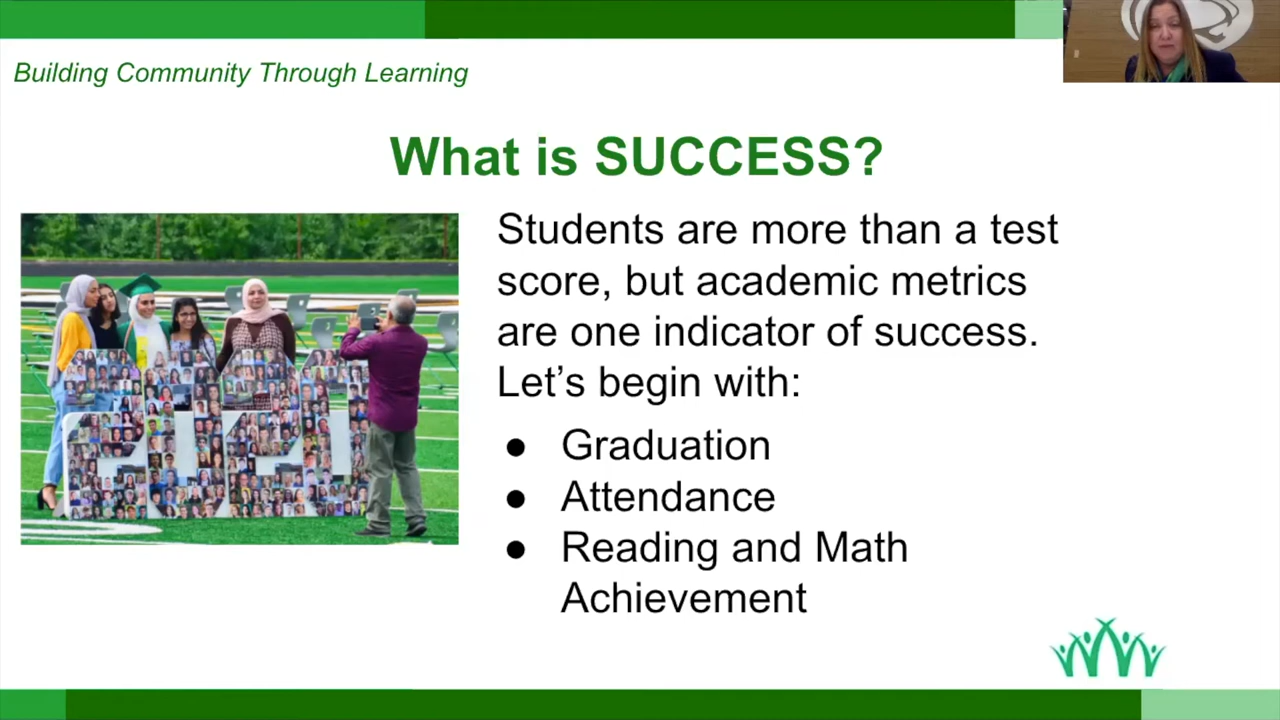 Building Community Through Learning
What is SUCCESS?
Students are more than a test
score, but academic metrics
are one indicator of success.
Let’s begin with:
● Graduation
● Attendance
● Reading and Math
Achievement
2021